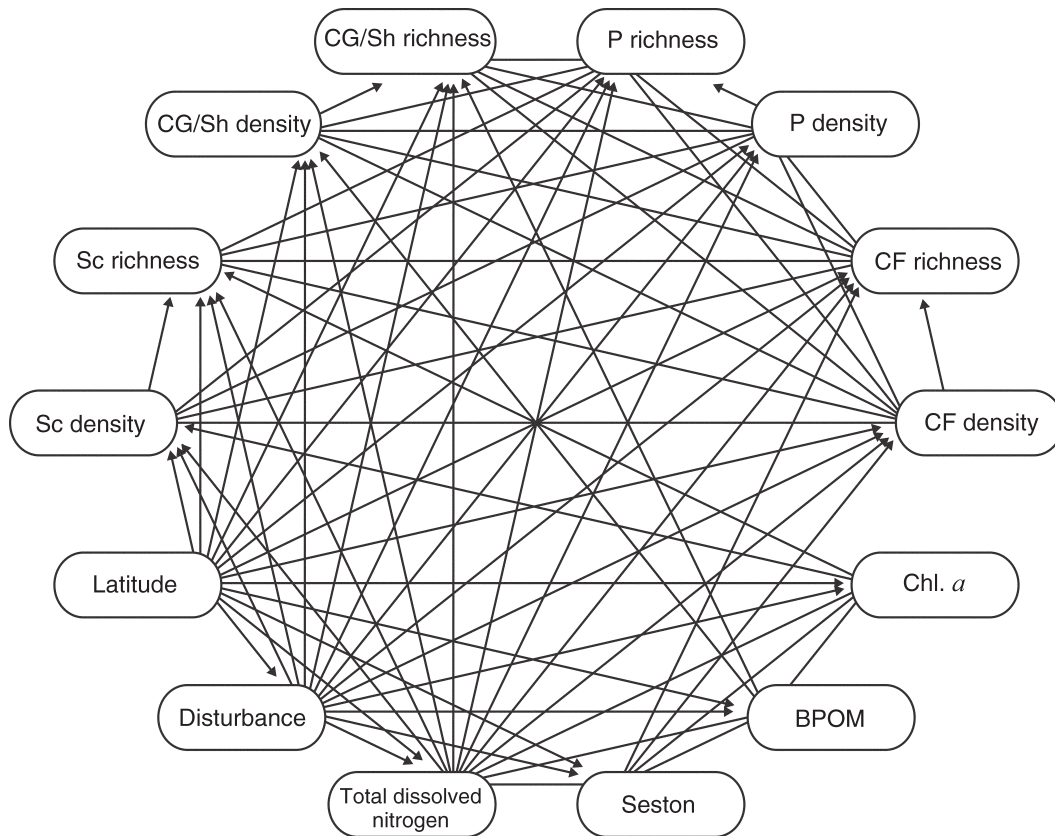 CG/Sh richness
P richness
CG/Sh density
P density
Sc richness
CF richness
Sc density
CF density
Latitude
Chl. a
Disturbance
BPOM
Total dissolved
nitrogen
Seston